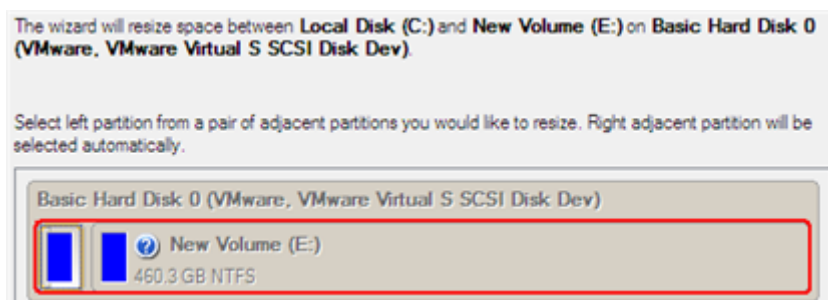 The wizard will resize space between Local Disk (C:) and New Volume (E:) on Basic Hard Disk 0
(VMware, VMware Virtual S SCSI Disk Dev).
Select left partition from a pair of adjacent partitions you would like to resize. Right adjacent partition will be
selected automatically.
Basic Hard Disk 0 (VMware, VMware Virtual S SCSI Disk Dev)
New Volume (E:)
460.3 GB NTFS